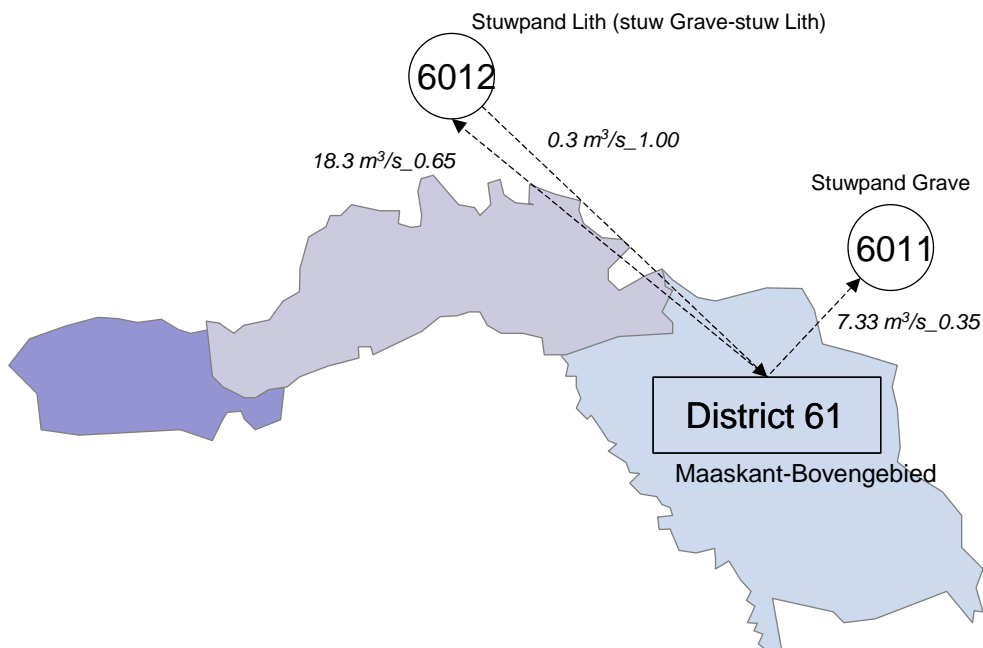 Stuwpand Lith (stuw Grave-stuw Lith)
6012
18.3 m³/s_0.65
0.3 m³/s_1.00
Stuwpand Grave
6011
7.33 m³/s_0.35
District 61
Maaskant-Bovengebied